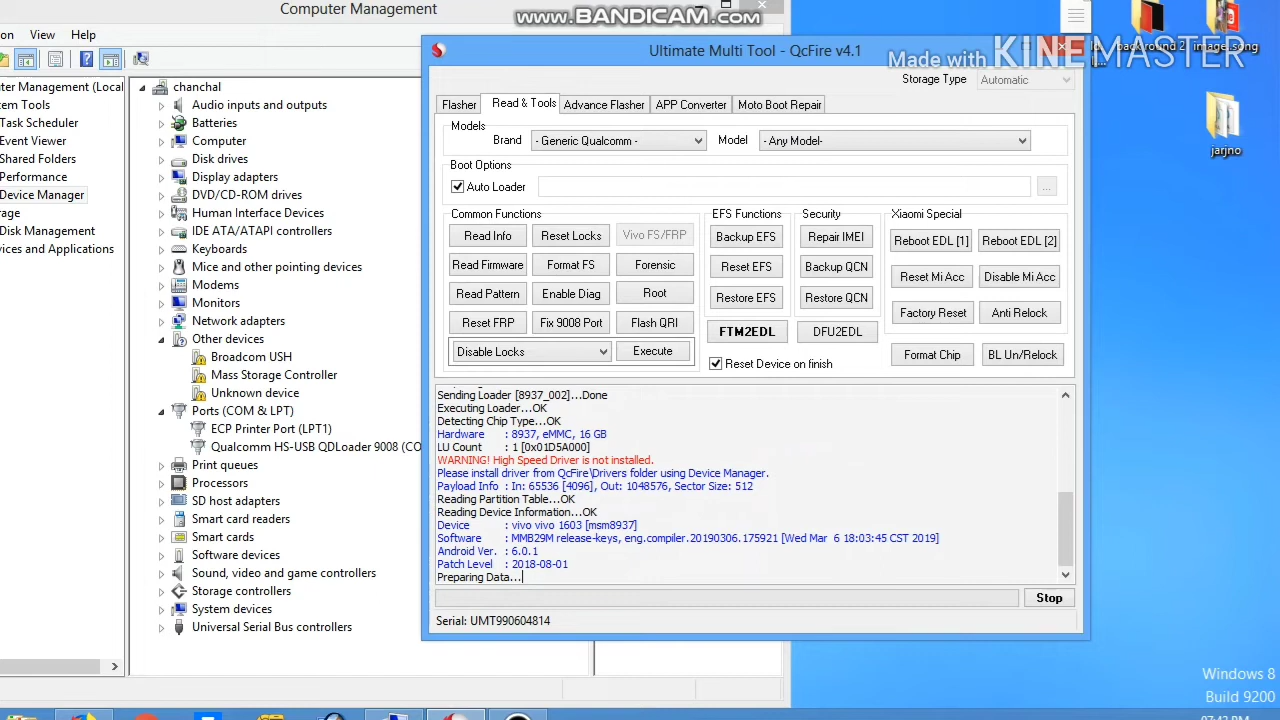 Computer Management
www.BANDICAM.com
on View Help
ter Management (Local
tem Tools
Task Scheduler
Event Viewer
Shared Folders
Performance
Device Manager
rage
Disk Management
vices and Applications
chanchal
Audio inputs and outputs
Batteries
Computer
Disk drives
Display adapters
DVD/CD-ROM drives
Human Interface Devices
IDE ATA/ATAPI controllers
Keyboards
Mice and other pointing devices
Modems
Monitors
Network adapters
Other devices
Broadcom USH
Mass Storage Controller
Unknown device
Ports (COM & LPT)
ECP Printer Port (LPT1)
Qualcomm HS-USB QDLoader 9008 (CO
Print queues
Processors
SD host adapters
Smart card readers
Smart cards
Software devices
Sound, video and game controllers
Storage controllers
System devices
Universal Serial Bus controllers
Ultimate Multi Tool - QcFire v4.1
Made with KINEMASTER
Storage Type Automatic
Flasher Read & Tools Advance Flasher APP Converter Moto Boot Repair
Models
Brand - Generic Qualcomm - Model - Any Model-
Boot Options
Auto Loader ...
Common Functions EFS Functions Security Xiaomi Special
Read Info Reset Locks Vivo FS/FRP Backup EFS Repair IMEI Reboot EDL [1] Reboot EDL [2]
Read Firmware Format FS Forensic Reset EFS Backup QCN Reset Mi Acc Disable Mi Acc
Read Pattern Enable Diag Root Restore EFS Restore QCN Factory Reset Anti Relock
Reset FRP Fix 9008 Port Flash QRI FTM2EDL DFU2EDL
Disable Locks Execute Reset Device on finish Format Chip BL Un/Relock
Sending Loader [8937_002]...Done
Executing Loader...OK
Detecting Chip Type...OK
Hardware : 8937, eMMC, 16 GB
LU Count : 1 [0x01D5A000]
WARNING! High Speed Driver is not installed.
Please install driver from QcFire\Drivers folder using Device Manager.
Payload Info : In: 65536 [4096], Out: 1048576, Sector Size: 512
Reading Partition Table...OK
Reading Device Information...OK
Device : vivo vivo 1603 [msm8937]
Software : MMB29M release-keys, eng.compiler.20190306.175921 [Wed Mar 6 18:03:45 CST 2019]
Android Ver. : 6.0.1
Patch Level : 2018-08-01
Preparing Data...
Stop
Serial: UMT990604814
image.song
jarjno
Windows 8
Build 9200
07:43 PM